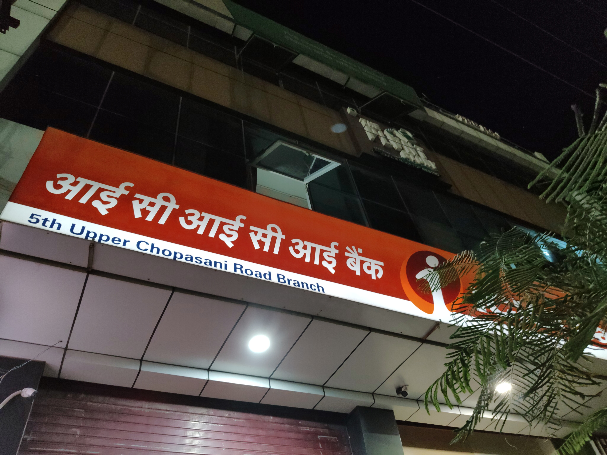 आई सी आई सी आई बैंक
5th Upper Chopasani Road Branch